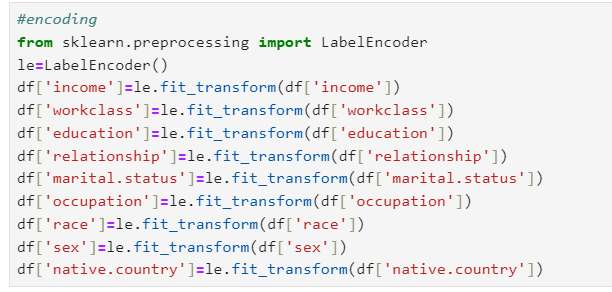 #encoding
from sklearn.preprocessing import LabelEncoder
le=LabelEncoder()
df['income']=le.fit_transform(df['income'])
df['workclass']=le.fit_transform(df['workclass'])
df['education']=le.fit_transform(df['education'])
df['relationship']=le.fit_transform(df['relationship'])
df['marital.status']=le.fit_transform(df['marital.status'])
df['occupation']=le.fit_transform(df['occupation'])
df['race']=le.fit_transform(df['race'])
df['sex']=le.fit_transform(df['sex'])
df['native.country']=le.fit_transform(df['native.country'])